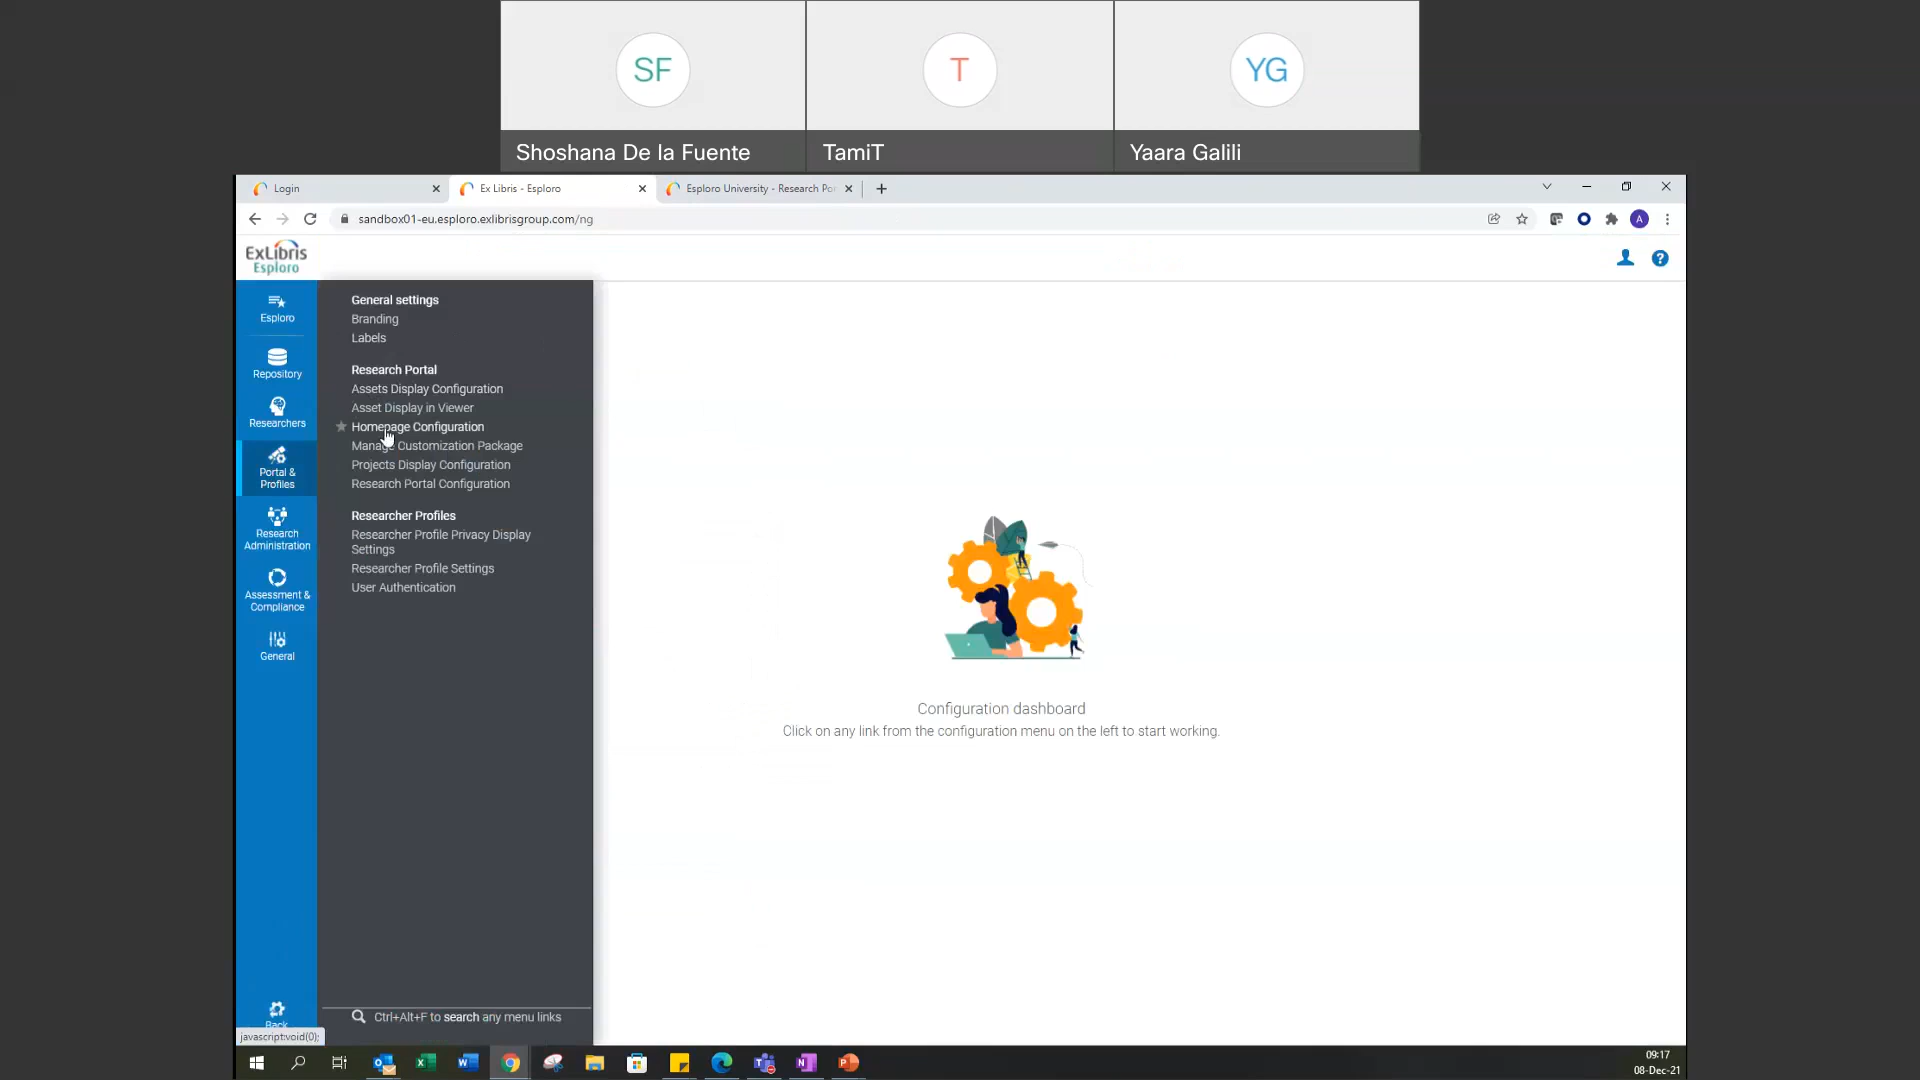 SF
T
YG
Shoshana De la Fuente
TamiT
Yaara Galili
Login
Ex Libris - Esploro
Esploro University - Research Por
sandbox01-eu.esploro.exlibrisgroup.com/ng
A
ExLibris
Esploro
?
Esploro
Repository
Researchers
Portal &
Profiles
Research
Administration
Assessment &
Compliance
General
Back
General settings
Branding
Labels
Research Portal
Assets Display Configuration
Asset Display in Viewer
Homepage Configuration
Manage Customization Package
Projects Display Configuration
Research Portal Configuration
Researcher Profiles
Researcher Profile Privacy Display
Settings
Researcher Profile Settings
User Authentication
Ctrl+Alt+F to search any menu links
Configuration dashboard
Click on any link from the configuration menu on the left to start working.
javascript:void(0);
09:17
08-Dec-21